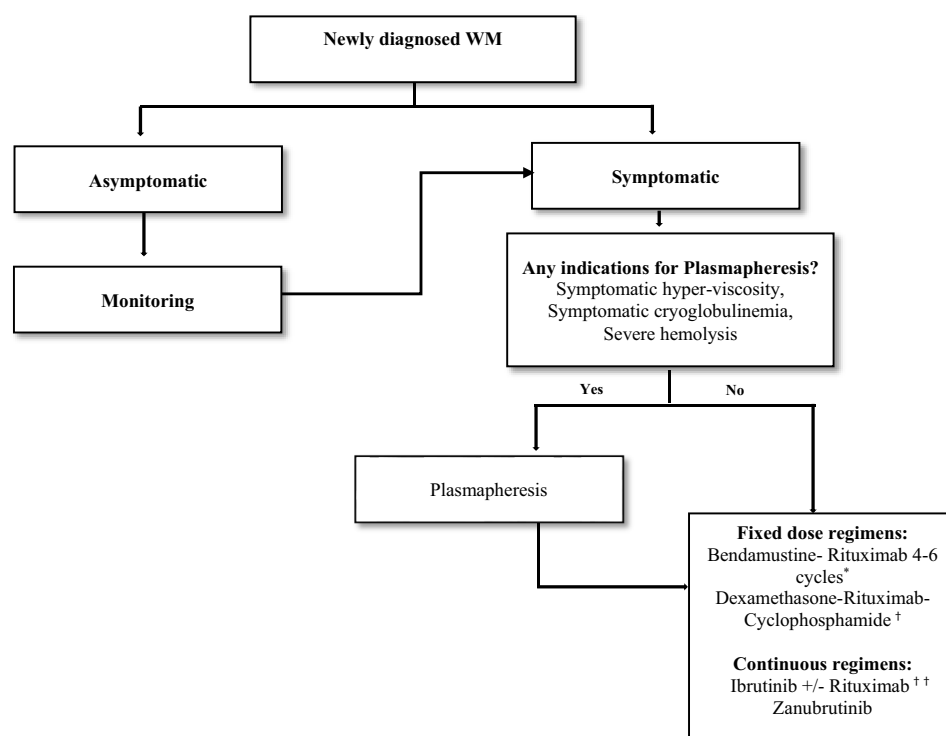 Newly diagnosed WM
Asymptomatic
Symptomatic
Monitoring
Any indications for Plasmapheresis?
Symptomatic hyper-viscosity,
Symptomatic cryoglobulinemia,
Severe hemolysis
Yes
No
Plasmapheresis
Fixed dose regimens:
Bendamustine- Rituximab 4-6
cycles*
Dexamethasone-Rituximab-
Cyclophosphamide †
Continuous regimens:
Ibrutinib +/- Rituximab † †
Zanubrutinib